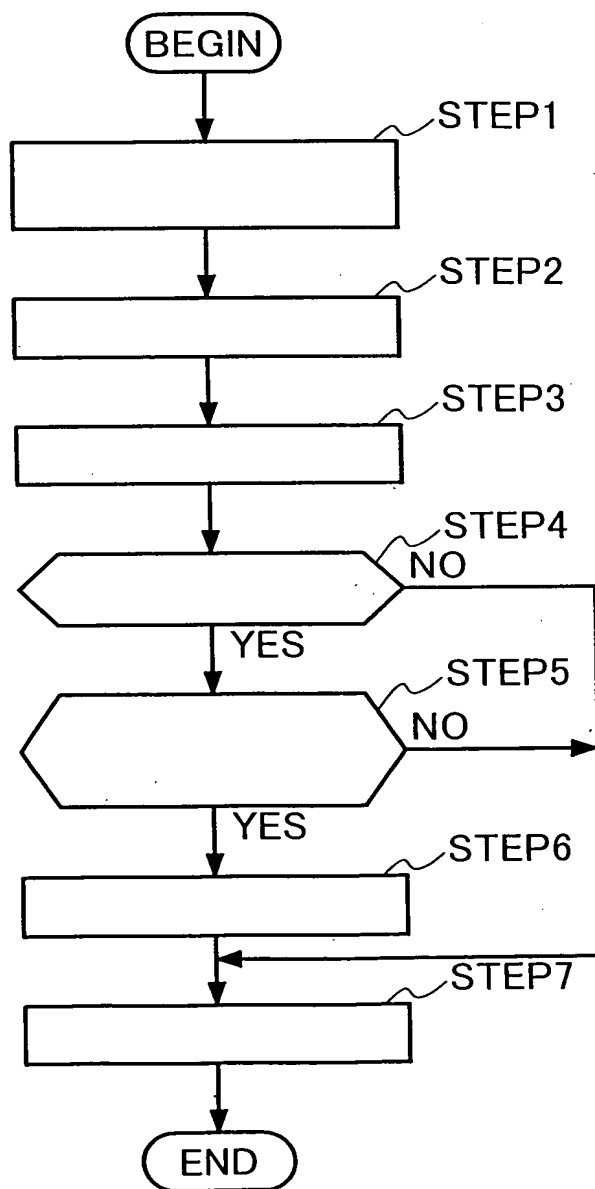 BEGIN
STEP1
STEP2
STEP3
STEP4
NO
YES
STEP5
NO
YES
STEP6
STEP7
END